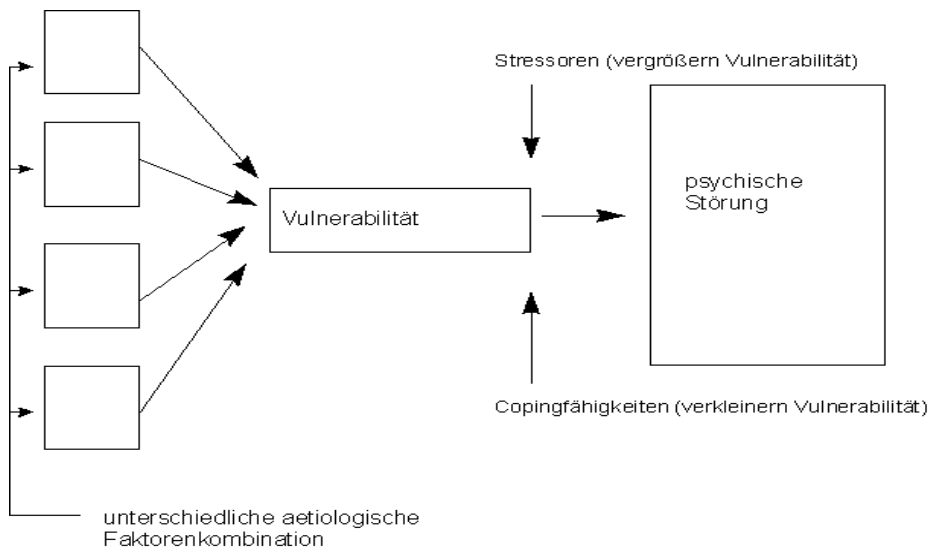 Stressoren (vergrößern Vulnerabilität)
psychische
Störung
Vulnerabilität
Copingfähigkeiten (verkleinern Vulnerabilität)
unterschiedliche aetiologische
Faktorenkombination